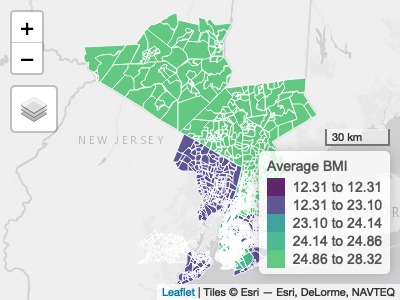 +
−
NEW JERSEY
30 km
Average BMI
12.31 to 12.31
12.31 to 23.10
23.10 to 24.14
24.14 to 24.86
24.86 to 28.32
Leaflet | Tiles © Esri — Esri, DeLorme, NAVTEQ